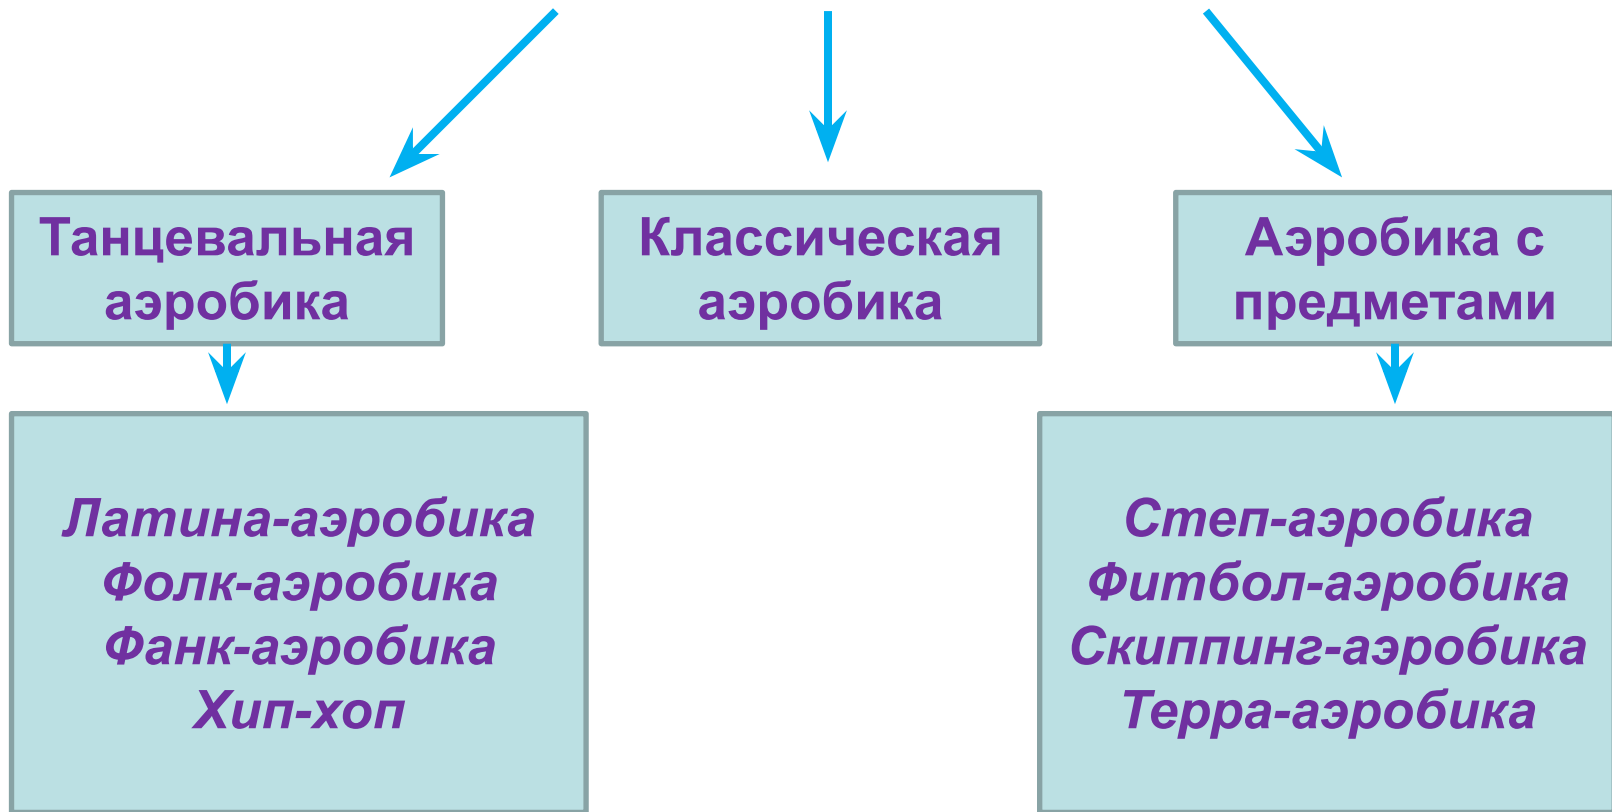 Танцевальная
аэробика
Классическая
аэробика
Аэробика с
предметами
Латина-аэробика
Фолк-аэробика
Фанк-аэробика
Хип-хоп
Степ-аэробика
Фитбол-аэробика
Скиппинг-аэробика
Терра-аэробика